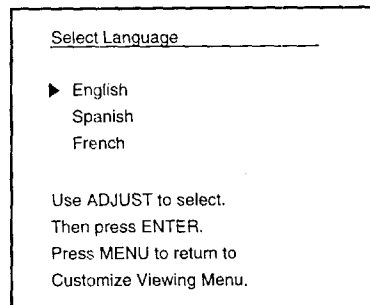 Select Language
English
Spanish
French
Use ADJUST to select.
Then press ENTER.
Press MENU to return to
Customize Viewing Menu.